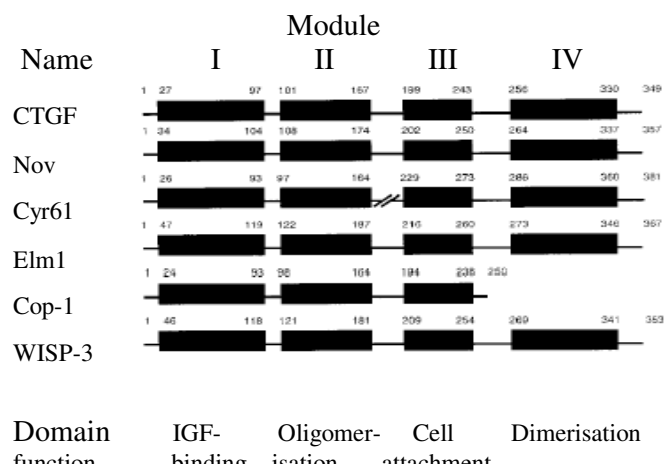 Module
Name I II III IV
1 27 97 101 167 199 243 256 330 349
CTGF
1 34 104 108 174 202 250 264 337 357
Nov
1 26 93 97 164 229 273 286 360 381
Cyr61
1 47 119 122 187 216 260 273 346 367
Elm1
1 24 93 98 164 194 238 250
Cop-1
1 46 118 121 181 209 254 269 341 353
WISP-3
Domain IGF- Oligomer- Cell Dimerisation
function binding isation attachment